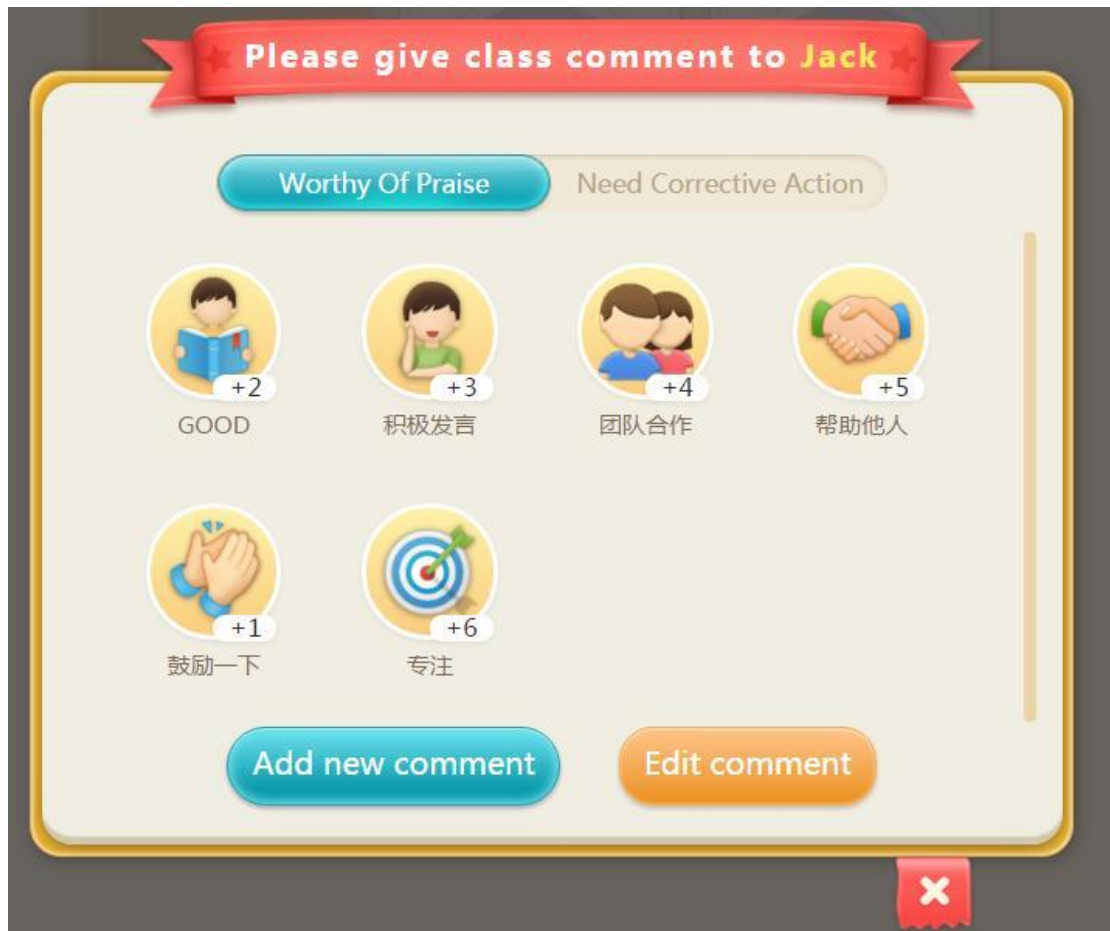 Please give class comment to Jack
Worthy Of Praise
Need Corrective Action
+2
+3
+4
+5
GOOD
积极发言
团队合作
帮助他人
+1
+6
鼓励一下
专注
Add new comment
Edit comment